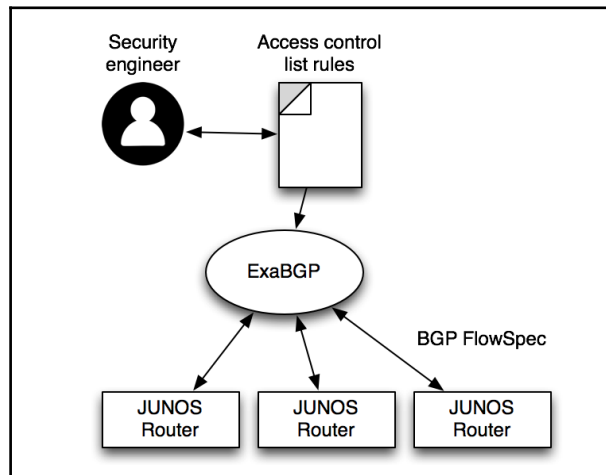 Security
engineer
Access control
list rules
ExaBGP
BGP FlowSpec
JUNOS
Router
JUNOS
Router
JUNOS
Router